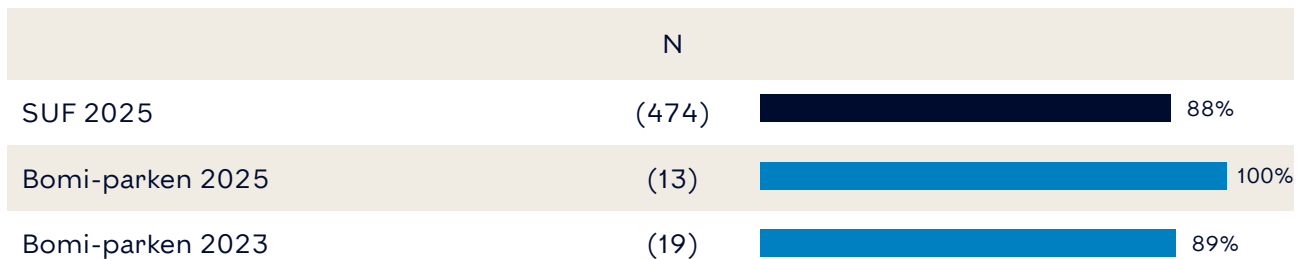 N
SUF 2025 (474) 88%
Bomi-parken 2025 (13) 100%
Bomi-parken 2023 (19) 89%